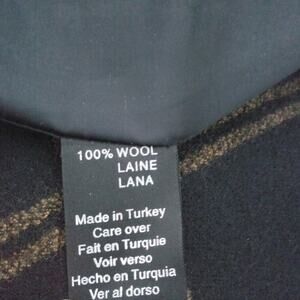 100% WOOL
LAINE
LANA
Made in Turkey
Care over
Fait en Turquie
Voir verso
Hecho en Turquia
Ver al dorso